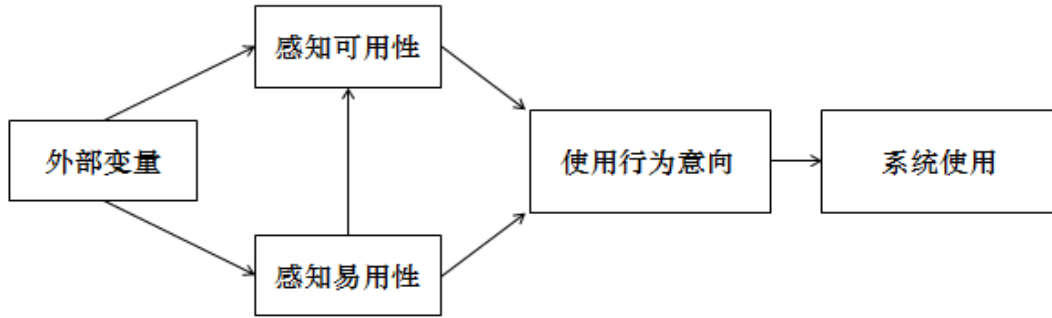 感知可用性
外部变量
使用行为意向
系统使用
感知易用性